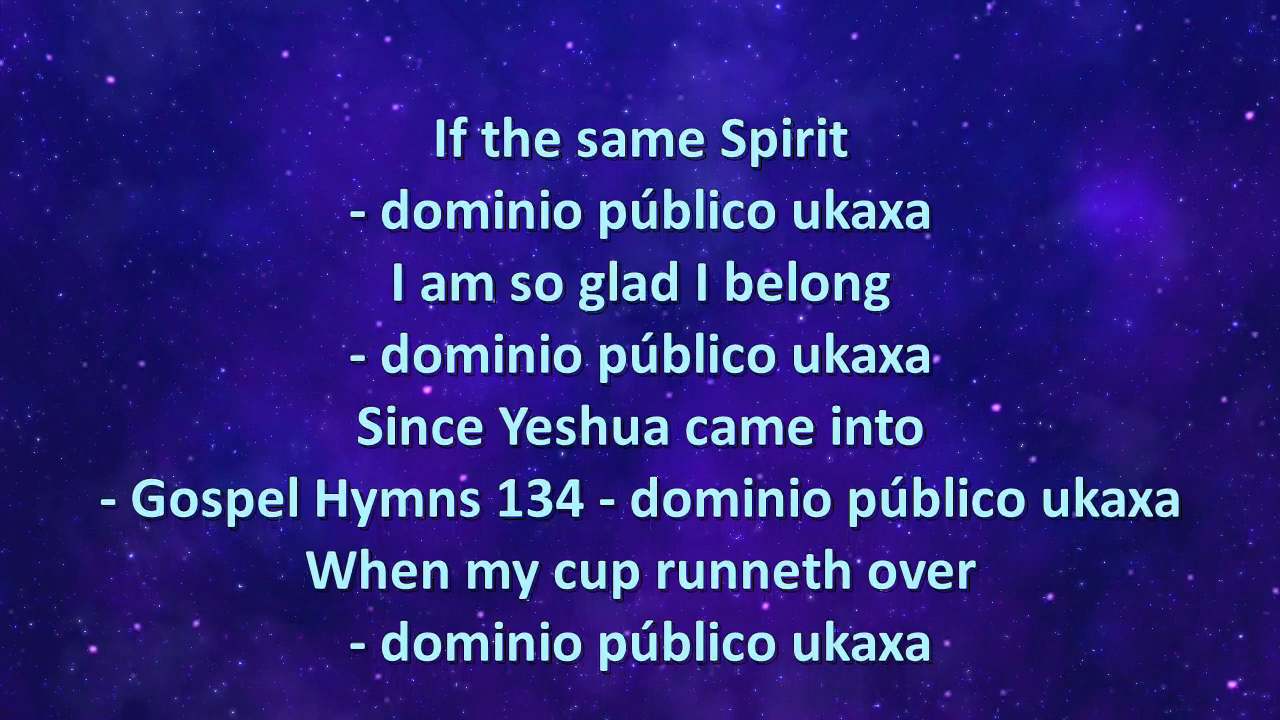 If the same Spirit
- dominio público ukaxa
I am so glad I belong
- dominio público ukaxa
Since Yeshua came into
- Gospel Hymns 134 - dominio público ukaxa
When my cup runneth over
- dominio público ukaxa